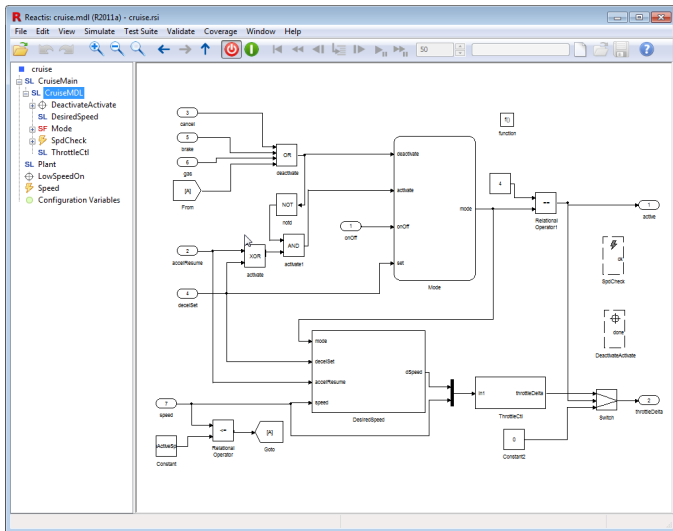 Reactis: cruise.mdl (R2011a) - cruise.rsi
File Edit View Simulate Test Suite Validate Coverage Window Help
50
cruise
SL CruiseMain
SL CruiseMDL
DeactivateActivate
SL DesiredSpeed
SF Mode
SpdCheck
SL ThrottleCtl
SL Plant
LowSpeedOn
Speed
Configuration Variables
3
cancel
5
brake
6
gas
[A]
From
OR
deactivate
NOT
notd
AND
activate1
XOR
activate
2
accelResume
4
decelSet
1
onOff
deactivate
activate
onOff
set
mode
Mode
f()
function
4
==
Relational
Operator1
1
active
ok
SpdCheck
done
DeactivateActivate
mode
decelSet
accelResume
speed
dSpeed
DesiredSpeed
7
speed
Constant
<=
Relational
Operator
[A]
Goto
In1
throttleDelta
ThrottleCtl
0
Constant2
Switch
2
throttleDelta